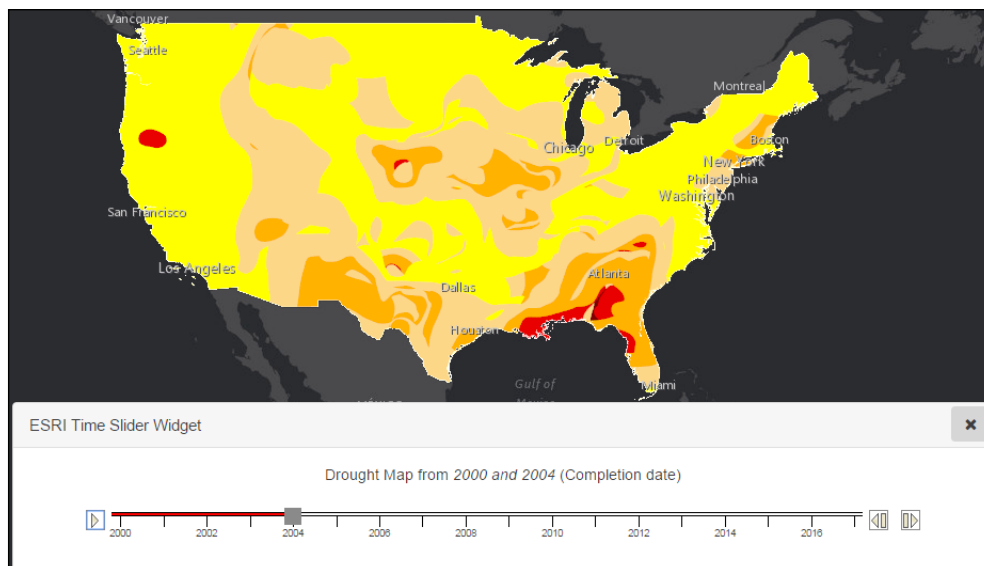 Vancouver
Seattle
Montreal
Boston
Chicago
Detroit
New York
Philadelphia
Washington
San Francisco
Los Angeles
Atlanta
Dallas
Houston
Gulf of
Miami
ESRI Time Slider Widget
Drought Map from 2000 and 2004 (Completion date)
2000 2002 2004 2006 2008 2010 2012 2014 2016